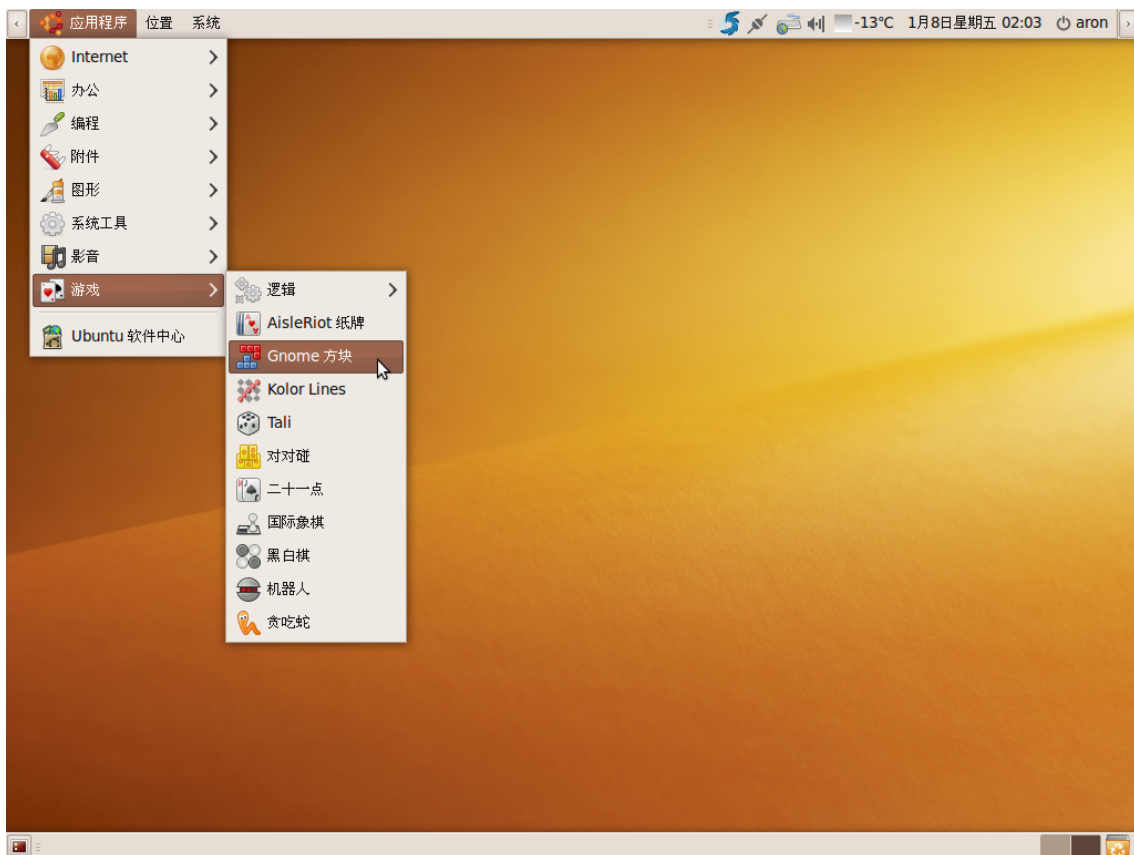 应用程序 位置 系统 -13°C 1月8日星期五 02:03 aron
Internet
办公
编程
附件
图形
系统工具
影音
游戏
Ubuntu 软件中心
逻辑
AisleRiot 纸牌
Gnome 方块
Kolor Lines
Tali
对对碰
二十一点
国际象棋
黑白棋
机器人
贪吃蛇